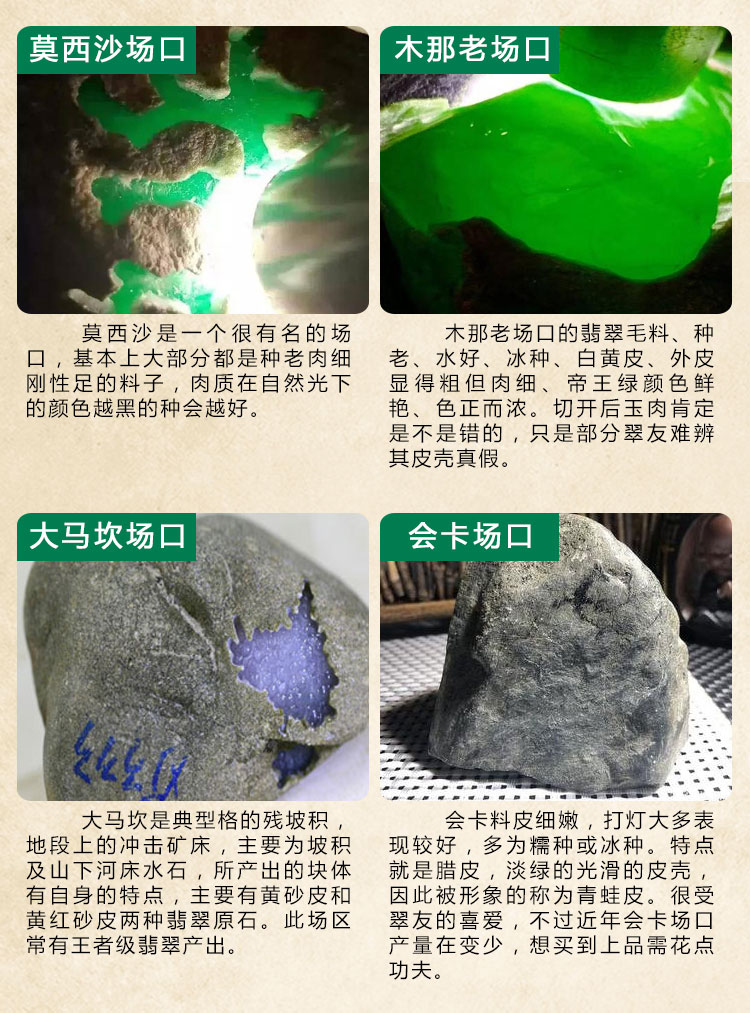 莫西沙场口
莫西沙是一个很有名的场
口，基本上大部分都是种老肉细
刚性足的料子，肉质在自然光下
的颜色越黑的种会越好。
木那老场口
木那老场口的翡翠毛料、种
老、水好、冰种、白黄皮、外皮
显得粗但肉细、帝王绿颜色鲜
艳、色正而浓。切开后玉肉肯定
是不是错的，只是部分翠友难辨
其皮壳真假。
大马坎场口
大马坎是典型格的残坡积，
地段上的冲击矿床，主要为坡积
及山下河床水石，所产出的块体
有自身的特点，主要有黄砂皮和
黄红砂皮两种翡翠原石。此场区
常有王者级翡翠产出。
会卡场口
会卡料皮细嫩，打灯大多表
现较好，多为糯种或冰种。特点
就是腊皮，淡绿的光滑的皮壳，
因此被形象的称为青蛙皮。很受
翠友的喜爱，不过近年会卡场口
产量在变少，想买到上品需花点
功夫。